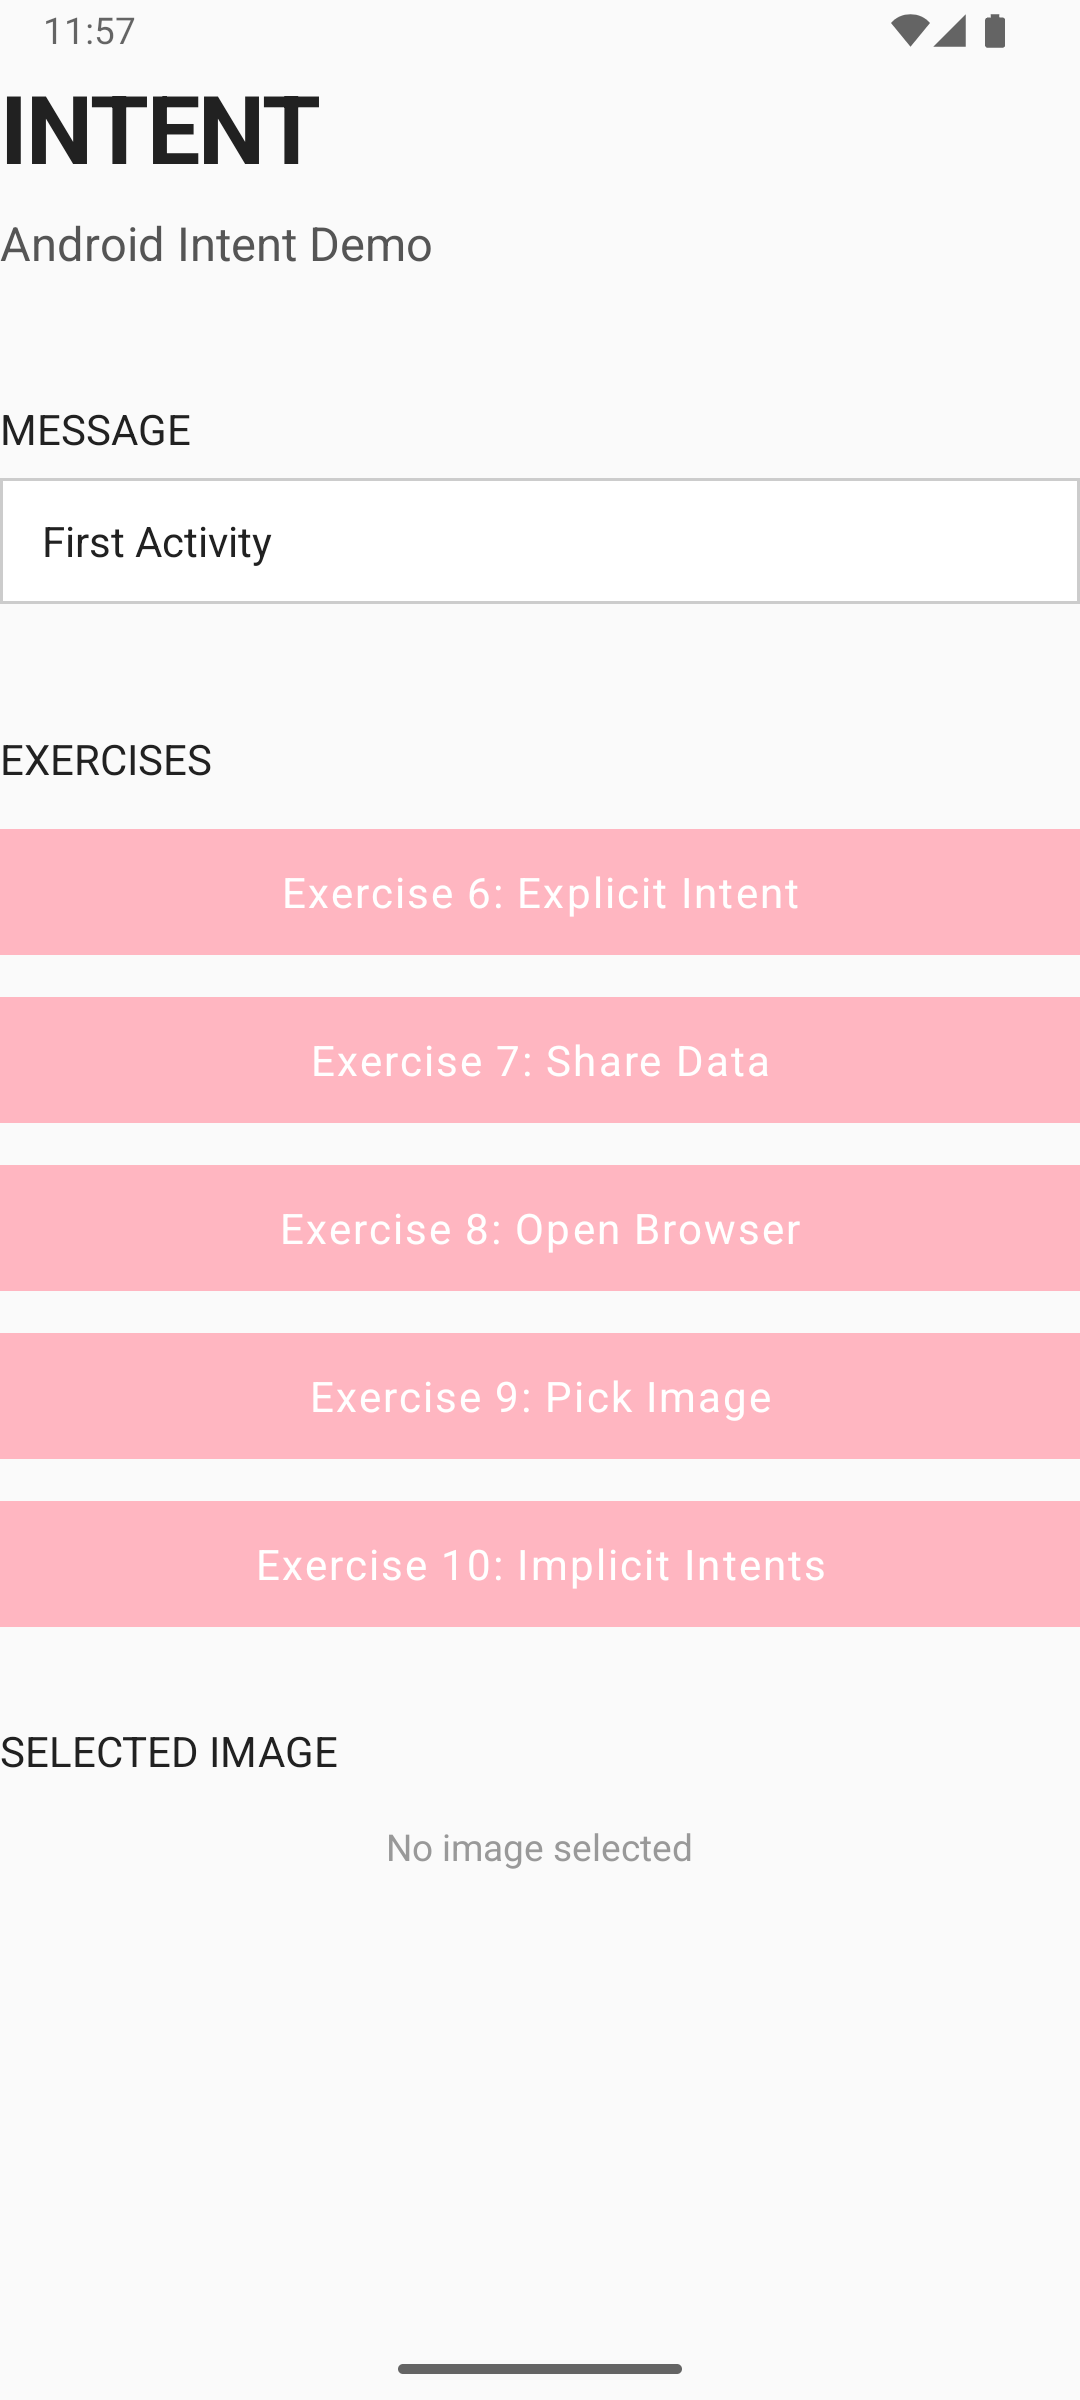 11:57
INTENT
Android Intent Demo
MESSAGE
First Activity
EXERCISES
Exercise 6: Explicit Intent
Exercise 7: Share Data
Exercise 8: Open Browser
Exercise 9: Pick Image
Exercise 10: Implicit Intents
SELECTED IMAGE
No image selected